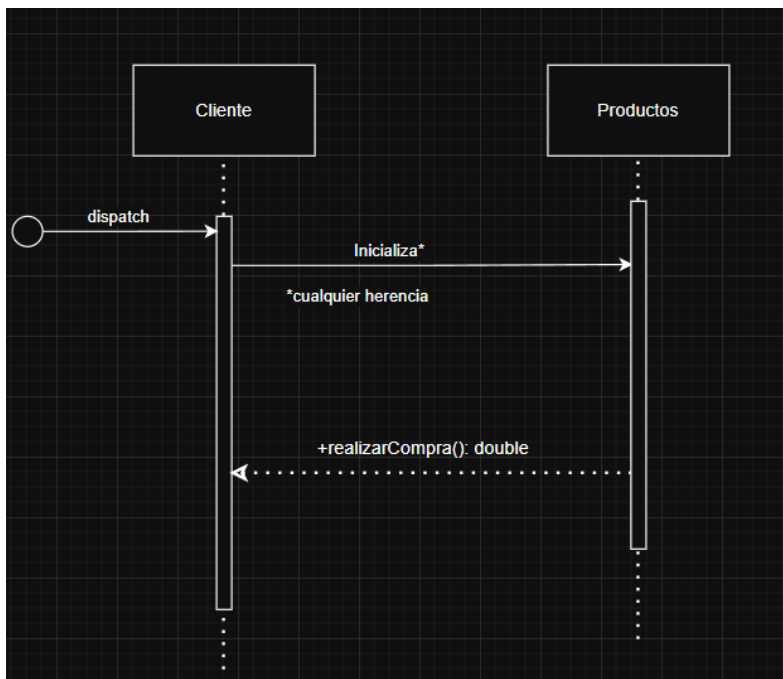 Cliente
Productos
dispatch
Inicializa*
*cualquier herencia
+realizarCompra(): double